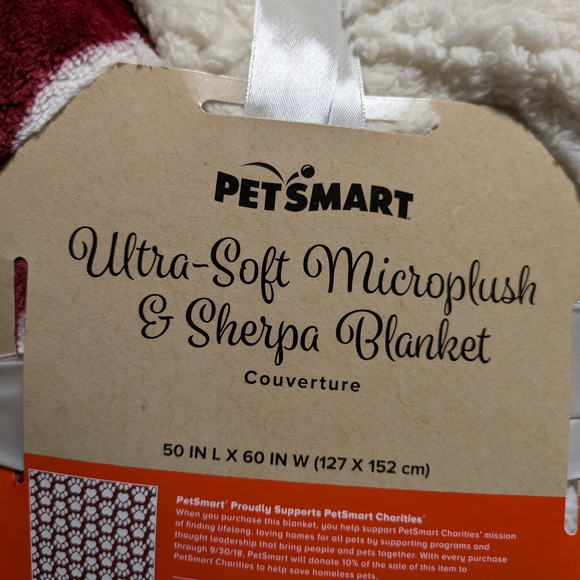 PETSMART
Ultra-Soft Microplush
& Sherpa Blanket
Couverture
50 IN L X 60 IN W (127 X 152 cm)
PetSmart® Proudly Supports PetSmart Charities®
When you purchase this blanket, you help support PetSmart Charities' mission
of finding lifelong, loving homes for all pets by supporting programs and
thought leadership that bring people and pets together. With every purchase
through 9/30/18, PetSmart will donate 10% of the sale of this item to
PetSmart Charities to help save homeless pets.